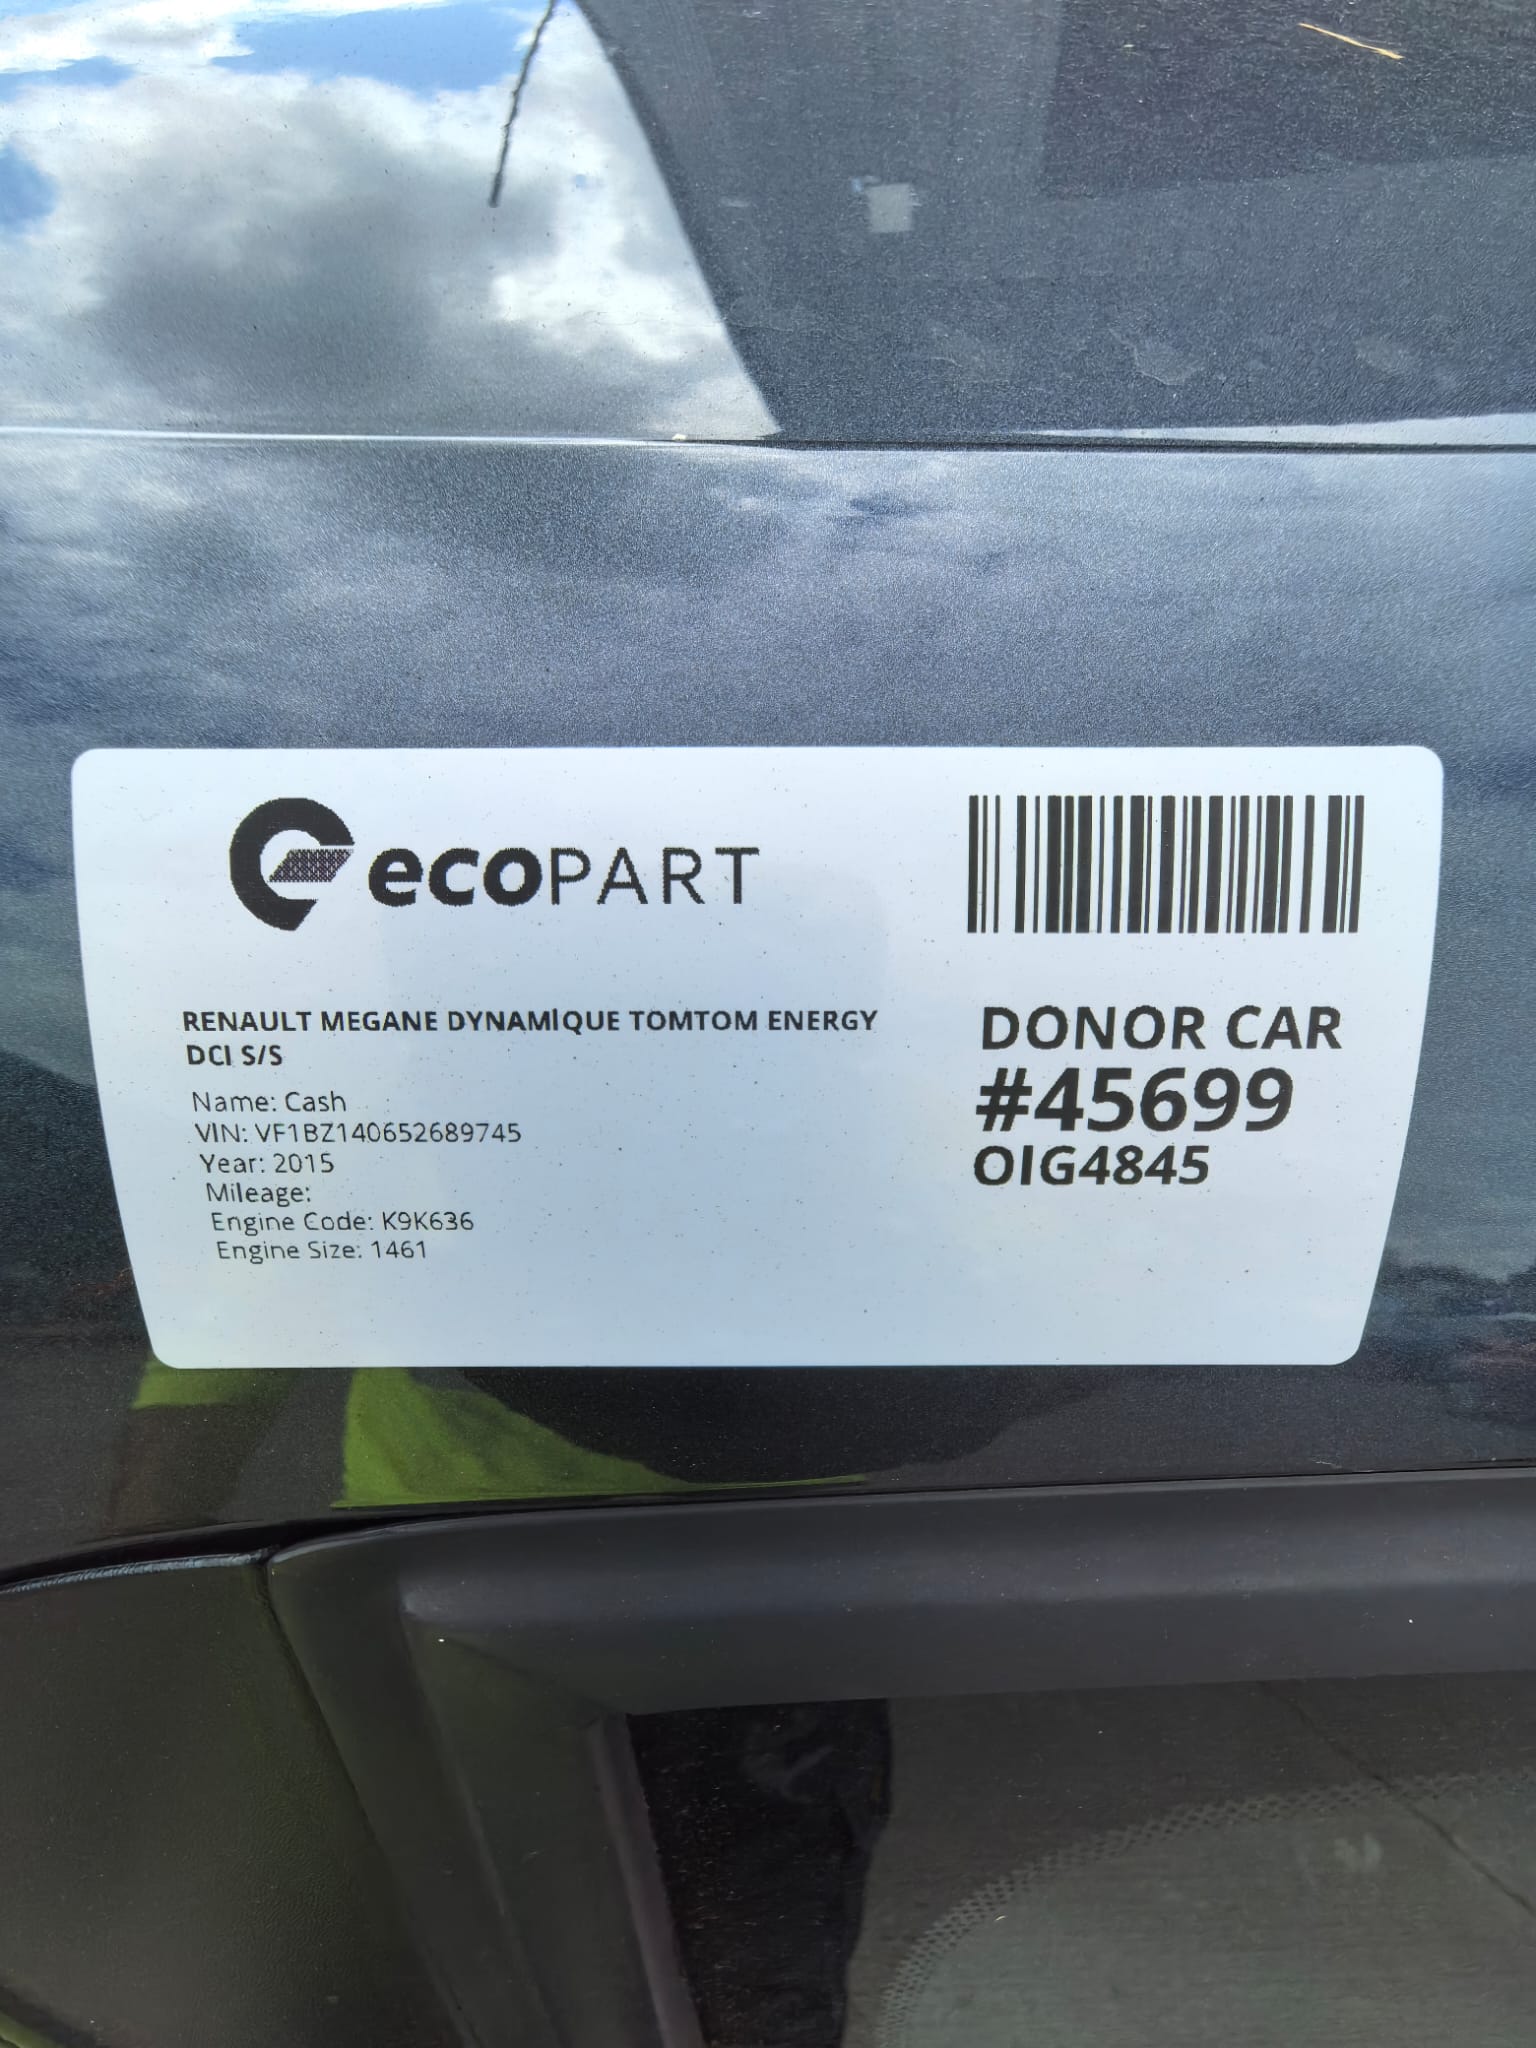 ecoPART
RENAULT MEGANE DYNAMIQUE TOMTOM ENERGY
DCI S/S
Name: Cash
VIN: VF1BZ140652689745
Year: 2015
Mileage:
Engine Code: K9K636
Engine Size: 1461
DONOR CAR
#45699
OIG4845